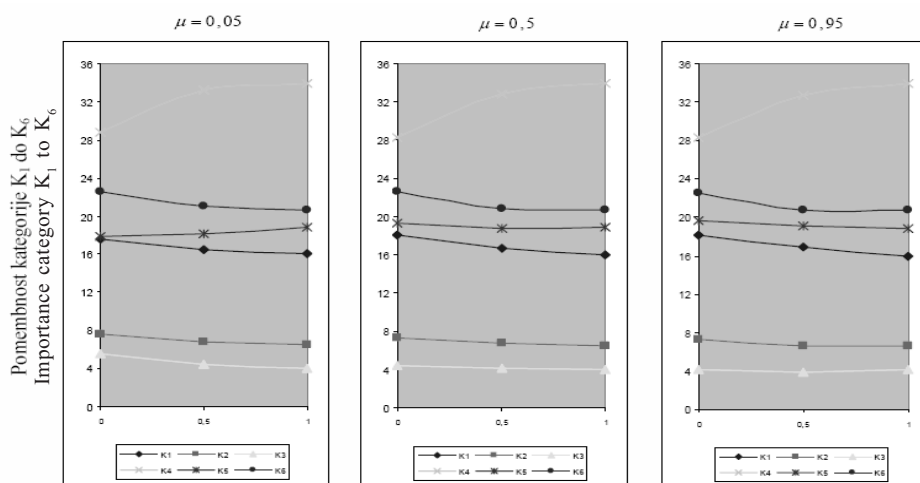 μ = 0,05
μ = 0,5
μ = 0,95
Pomembnost kategorije K1 do K6
Importance category K1 to K6
36
32
28
24
20
16
12
8
4
0
0
0,5
1
K1
K2
K3
K4
K5
K6
36
32
28
24
20
16
12
8
4
0
0
0,5
1
K1
K2
K3
K4
K5
K6
36
32
28
24
20
16
12
8
4
0
0
0,5
1
K1
K2
K3
K4
K5
K6